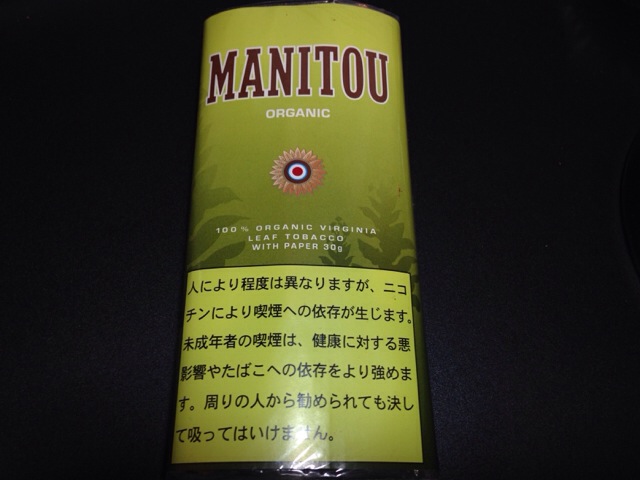 MANITOU
ORGANIC
100% ORGANIC VIRGINIA
LEAF TOBACCO
WITH PAPER 30g
人により程度は異なりますが、ニコ
チンにより喫煙への依存が生じます。
未成年者の喫煙は、健康に対する悪
影響やたばこへの依存をより強めま
す。周りの人から勧められても決し
て吸ってはいけません。